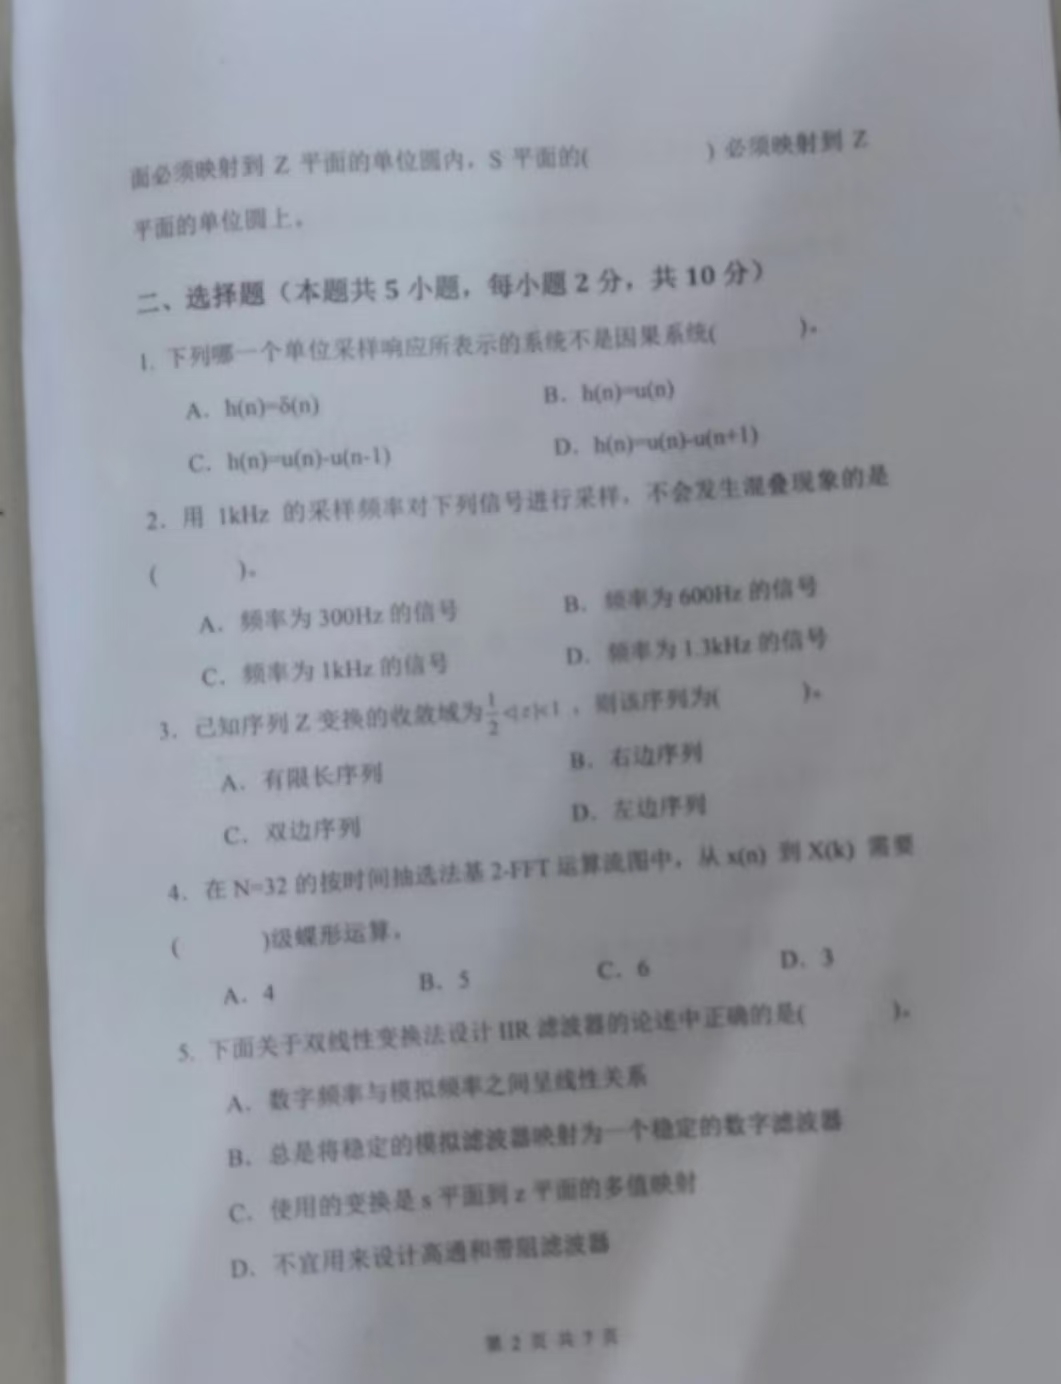 面必须映射到 Z 平面的单位圆内，S 平面的(    ) 必须映射到 Z
平面的单位圆上。
二、选择题（本题共 5 小题，每小题 2 分，共 10 分）
1. 下列哪一个单位采样响应所表示的系统不是因果系统(    )。
A．h(n)=δ(n) B．h(n)=u(n)
C．h(n)=u(n)-u(n-1) D．h(n)=u(n)-u(n+1)
2．用 1kHz 的采样频率对下列信号进行采样，不会发生混叠现象的是
(    )。
A．频率为 300Hz 的信号 B．频率为 600Hz 的信号
C．频率为 1kHz 的信号 D．频率为 1.3kHz 的信号
3．已知序列 Z 变换的收敛域为 1/2<|z|<1，则该序列为(    )。
A．有限长序列 B．右边序列
C．双边序列 D．左边序列
4．在 N=32 的按时间抽选法基 2-FFT 运算流图中，从 x(n) 到 X(k) 需要
(    )级蝶形运算。
A．4 B．5 C．6 D．3
5. 下面关于双线性变换法设计 IIR 滤波器的论述中正确的是(    )。
A．数字频率与模拟频率之间呈线性关系
B．总是将稳定的模拟滤波器映射为一个稳定的数字滤波器
C．使用的变换是 s 平面到 z 平面的多值映射
D．不宜用来设计高通和带阻滤波器
第 2 页 共 7 页